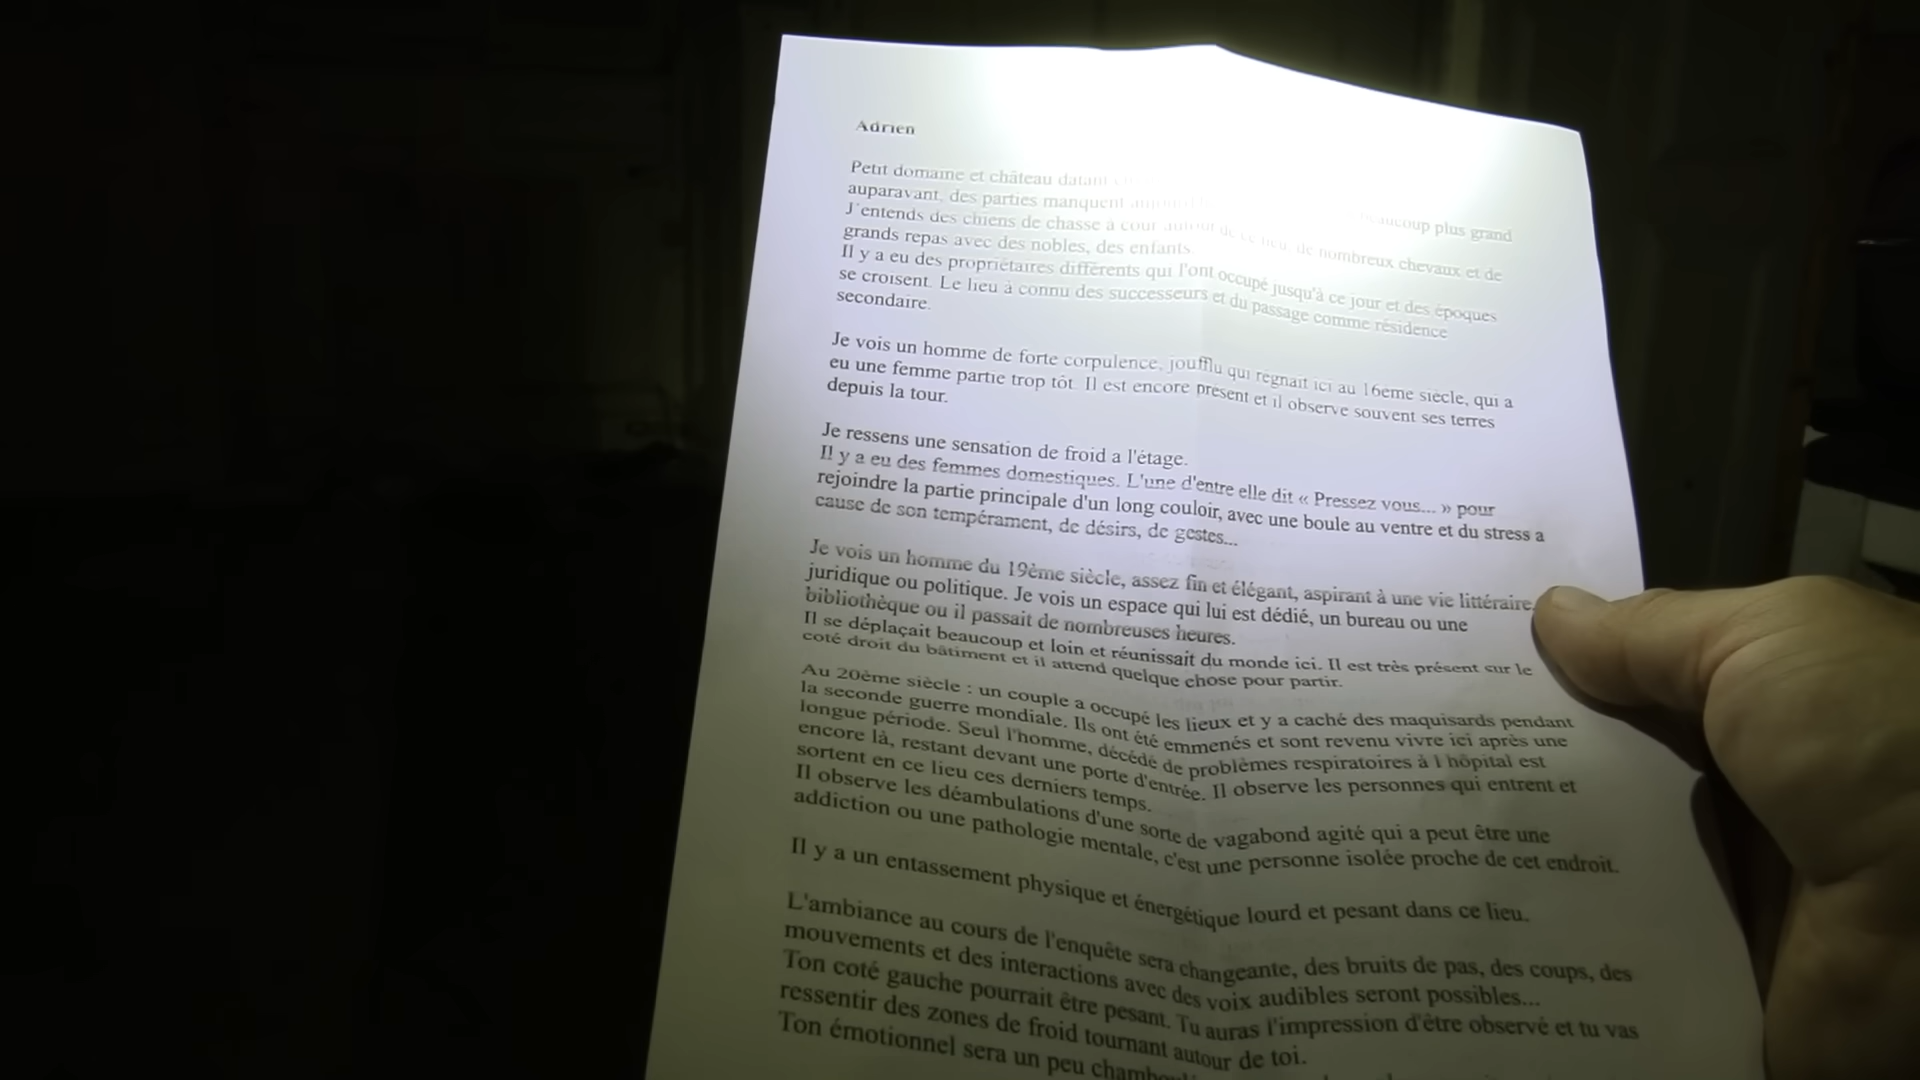 Adrien
Petit domaine et château datant
auparavant, des parties manquent beaucoup plus grand
J'entends des chiens de chasse à cour autour de ce lieu, de nombreux chevaux et de
grands repas avec des nobles, des enfants.
Il y a eu des propriétaires différents qui l'ont occupé jusqu'à ce jour et des époques
se croisent. Le lieu à connu des successeurs et du passage comme résidence
secondaire.
Je vois un homme de forte corpulence, joufflu qui regnait ici au 16eme siècle, qui a
eu une femme partie trop tôt. Il est encore présent et il observe souvent ses terres
depuis la tour.
Je ressens une sensation de froid a l'étage.
Il y a eu des femmes domestiques. L'une d'entre elle dit « Pressez vous... » pour
rejoindre la partie principale d'un long couloir, avec une boule au ventre et du stress a
cause de son tempérament, de désirs, de gestes...
Je vois un homme du 19ème siècle, assez fin et élégant, aspirant à une vie littéraire,
juridique ou politique. Je vois un espace qui lui est dédié, un bureau ou une
bibliothèque ou il passait de nombreuses heures.
Il se déplaçait beaucoup et loin et réunissait du monde ici. Il est très présent sur le
coté droit du bâtiment et il attend quelque chose pour partir.
Au 20ème siècle : un couple a occupé les lieux et y a caché des maquisards pendant
la seconde guerre mondiale. Ils ont été emmenés et sont revenu vivre ici après une
longue période. Seul l'homme, décédé de problèmes respiratoires à l'hôpital est
encore là, restant devant une porte d'entrée. Il observe les personnes qui entrent et
sortent en ce lieu ces derniers temps.
Il observe les déambulations d'une sorte de vagabond agité qui a peut être une
addiction ou une pathologie mentale, c'est une personne isolée proche de cet endroit.
Il y a un entassement physique et énergétique lourd et pesant dans ce lieu.
L'ambiance au cours de l'enquête sera changeante, des bruits de pas, des coups, des
mouvements et des interactions avec des voix audibles seront possibles...
Ton coté gauche pourrait être pesant. Tu auras l'impression d'être observé et tu vas
ressentir des zones de froid tournant autour de toi.
Ton émotionnel sera un peu